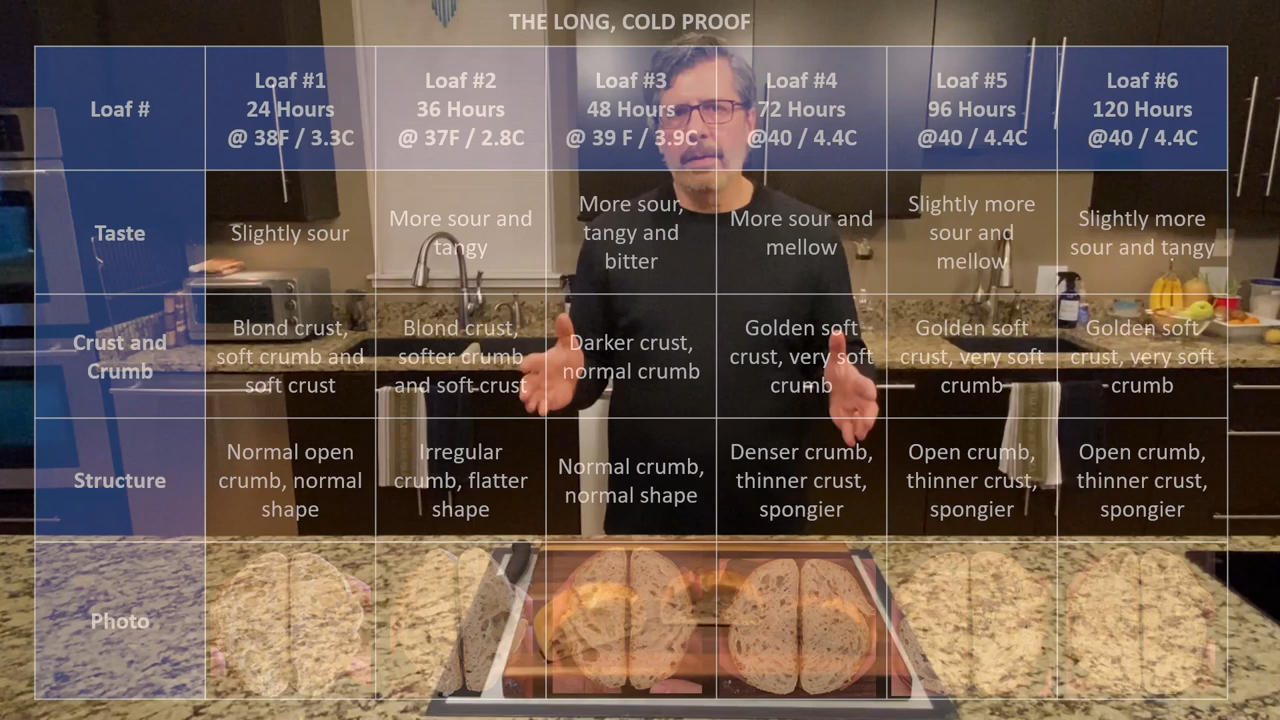 THE LONG, COLD PROOF
Loaf #
Loaf #1
24 Hours
@ 38F / 3.3C
Loaf #2
36 Hours
@ 37F / 2.8C
Loaf #3
48 Hours
@ 39 F / 3.9C
Loaf #4
72 Hours
@40 / 4.4C
Loaf #5
96 Hours
@40 / 4.4C
Loaf #6
120 Hours
@40 / 4.4C
Taste
Slightly sour
More sour and
tangy
More sour,
tangy and
bitter
More sour and
mellow
Slightly more
sour and
mellow
Slightly more
sour and tangy
Crust and
Crumb
Blond crust,
soft crumb and
soft crust
Blond crust,
softer crumb
and soft crust
Darker crust,
normal crumb
Golden soft
crust, very soft
crumb
Golden soft
crust, very soft
crumb
Golden soft
crust, very soft
crumb
Structure
Normal open
crumb, normal
shape
Irregular
crumb, flatter
shape
Normal crumb,
normal shape
Denser crumb,
thinner crust,
spongier
Open crumb,
thinner crust,
spongier
Open crumb,
thinner crust,
spongier
Photo